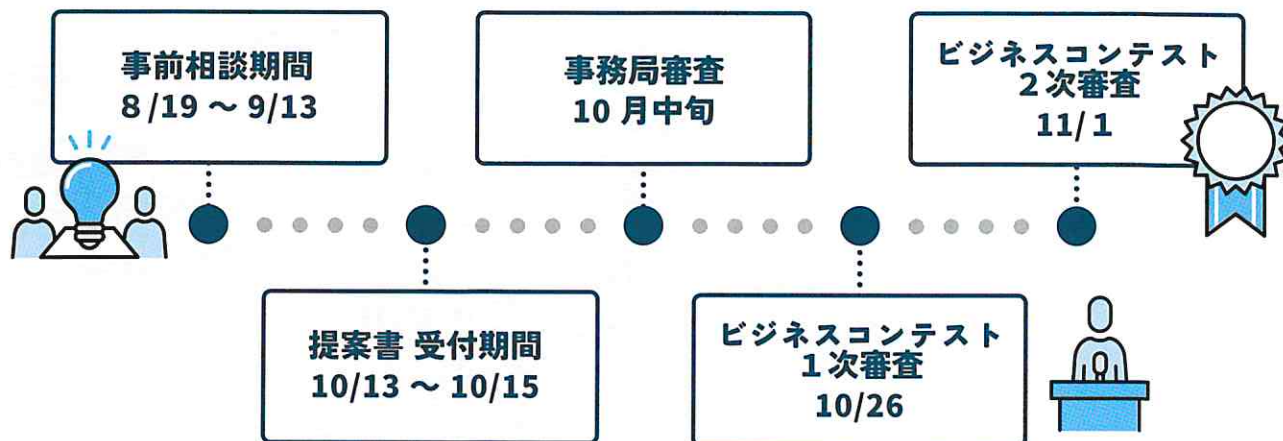 事前相談期間
8/19 ～ 9/13
提案書 受付期間
10/13 ～ 10/15
事務局審査
10 月中旬
ビジネスコンテスト
１次審査
10/26
ビジネスコンテスト
２次審査
11/１